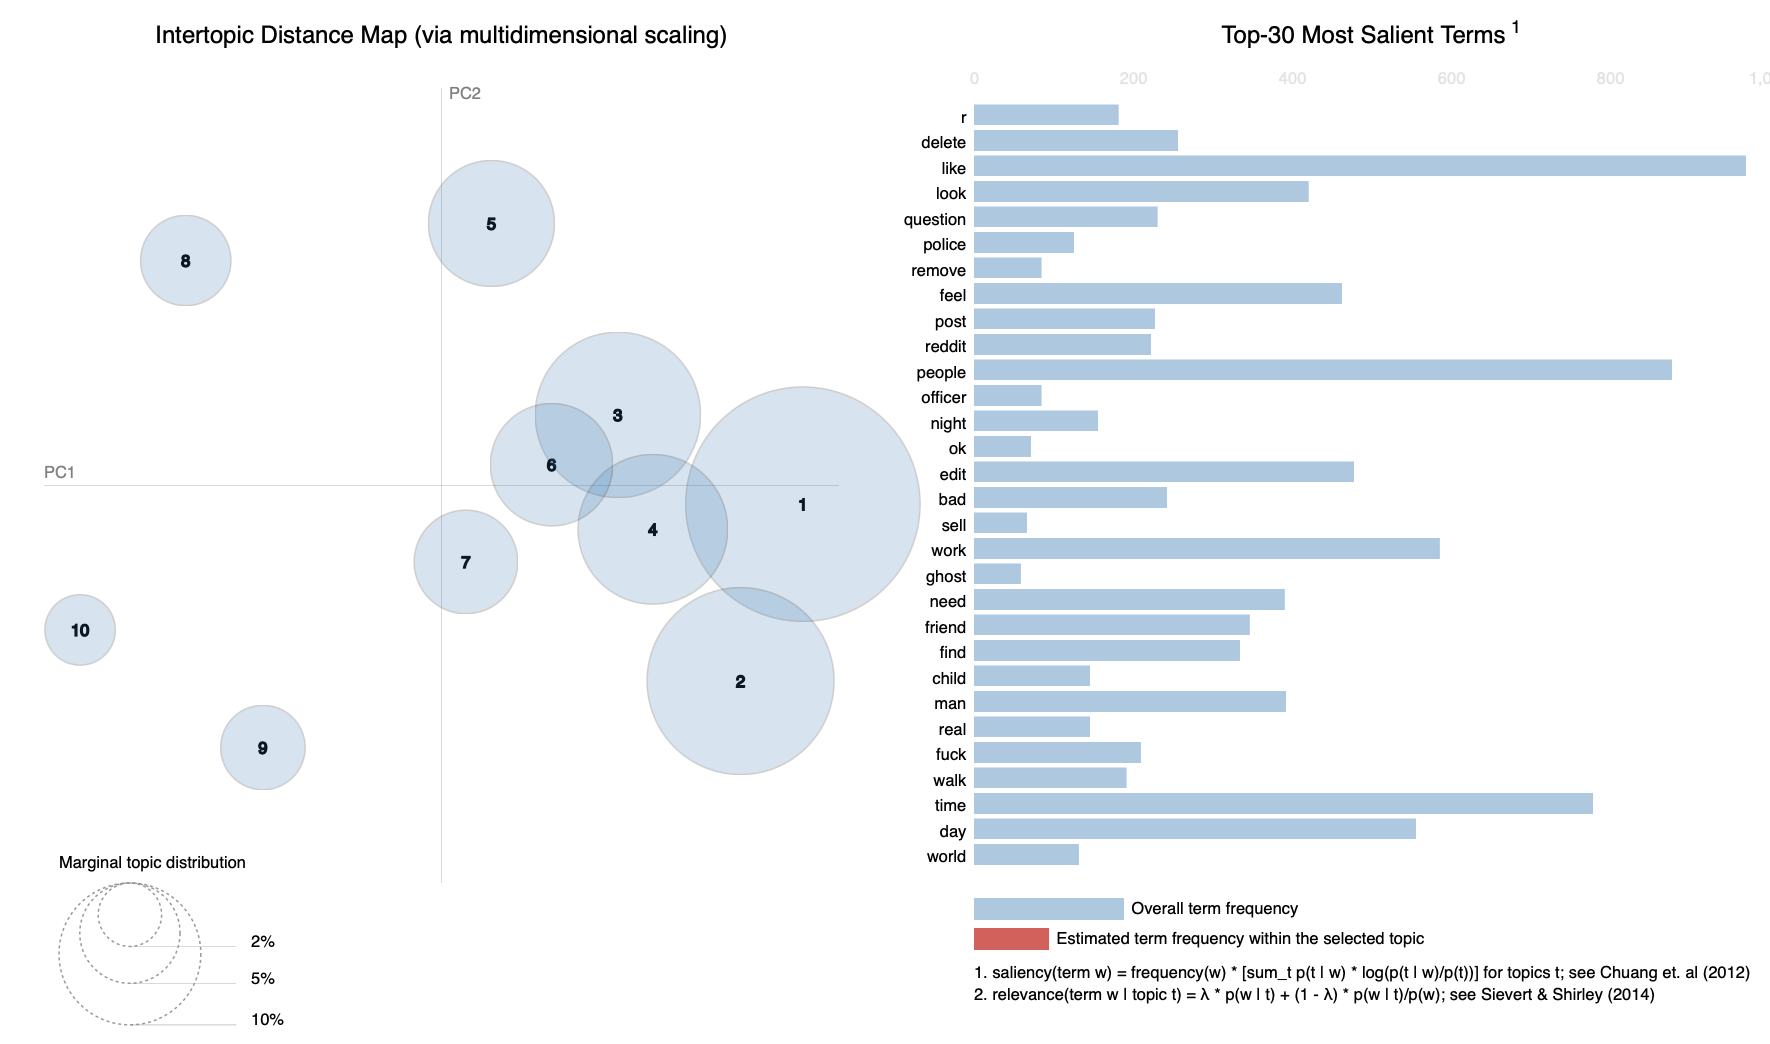 Intertopic Distance Map (via multidimensional scaling)
PC2
PC1
5
8
3
6
1
4
7
10
2
9
Marginal topic distribution
2%
5%
10%
Top-30 Most Salient Terms 1
0 200 400 600 800 1,0
r
delete
like
look
question
police
remove
feel
post
reddit
people
officer
night
ok
edit
bad
sell
work
ghost
need
friend
find
child
man
real
fuck
walk
time
day
world
Overall term frequency
Estimated term frequency within the selected topic
1. saliency(term w) = frequency(w) * [sum_t p(t | w) * log(p(t | w)/p(t))] for topics t; see Chuang et. al (2012)
2. relevance(term w | topic t) = λ * p(w | t) + (1 - λ) * p(w | t)/p(w); see Sievert & Shirley (2014)